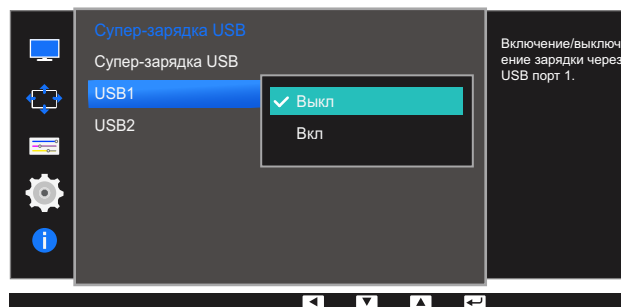 Супер-зарядка USB
Супер-зарядка USB
USB1
USB2
Выкл
Вкл
Включение/выключ
ение зарядки через
USB порт 1.